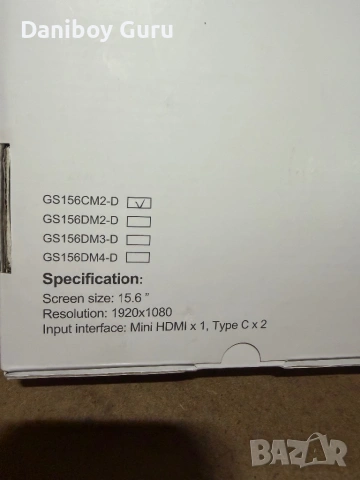 Daniboy Guru
GS156CM2-D
GS156DM2-D
GS156DM3-D
GS156DM4-D
Specification:
Screen size: 15.6 "
Resolution: 1920x1080
Input interface: Mini HDMI x 1, Type C x 2
BAZAR